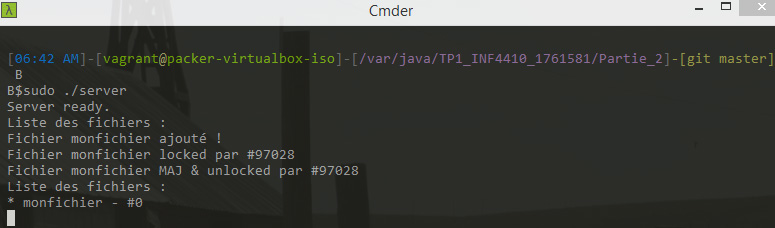 λ Cmder
[06:42 AM]-[vagrant@packer-virtualbox-iso]-[/var/java/TP1_INF4410_1761581/Partie_2]-[git master]
B
B$sudo ./server
Server ready.
Liste des fichiers :
Fichier monfichier ajouté !
Fichier monfichier locked par #97028
Fichier monfichier MAJ & unlocked par #97028
Liste des fichiers :
* monfichier - #0